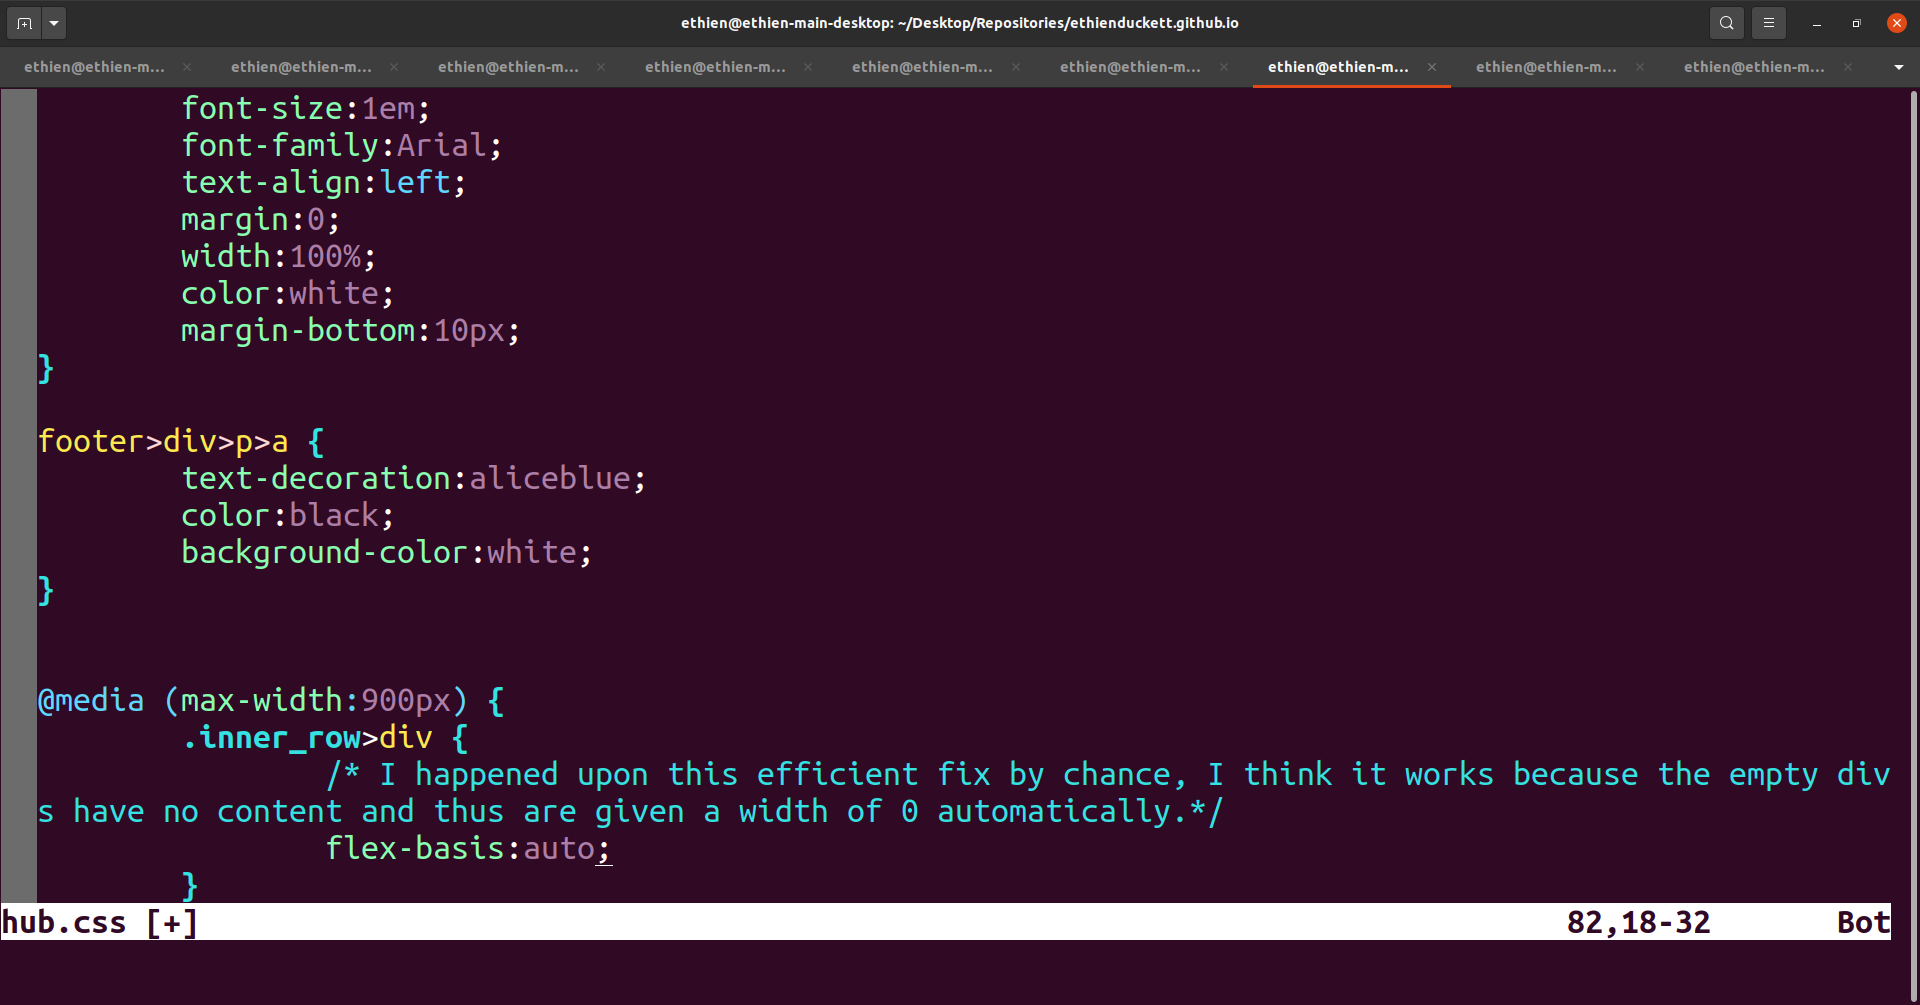 ethien@ethien-main-desktop: ~/Desktop/Repositories/ethienduckett.github.io
ethien@ethien-m... ethien@ethien-m... ethien@ethien-m... ethien@ethien-m... ethien@ethien-m... ethien@ethien-m... ethien@ethien-m... ethien@ethien-m... ethien@ethien-m...
font-size:1em;
font-family:Arial;
text-align:left;
margin:0;
width:100%;
color:white;
margin-bottom:10px;
}
footer>div>p>a {
text-decoration:aliceblue;
color:black;
background-color:white;
}
@media (max-width:900px) {
.inner_row>div {
/* I happened upon this efficient fix by chance, I think it works because the empty div
s have no content and thus are given a width of 0 automatically.*/
flex-basis:auto;
}
hub.css [+] 82,18-32 Bot